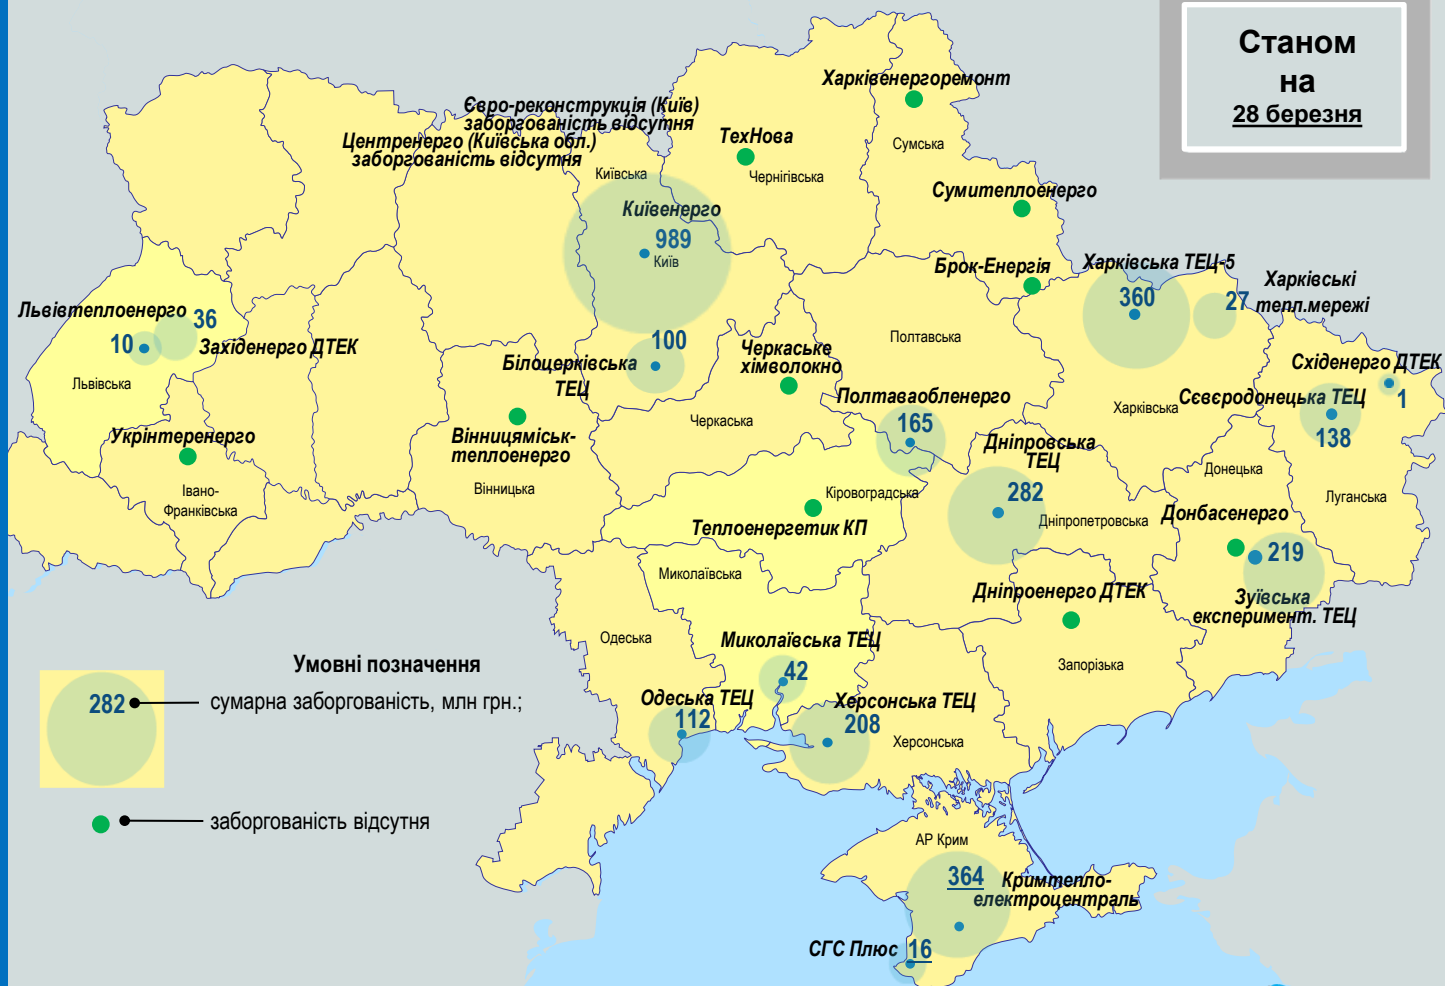 Станом
на
28 березня
Харківенергоремонт
Євро-реконструкція (Київ)
заборгованість відсутня
Центренерго (Київська обл.)
заборгованість відсутня
ТехНова
Сумська
Київська
Чернігівська
Сумитеплоенерго
Київенерго
989
Київ
Брок-Енергія
Харківська ТЕЦ-5
360
27
Харківські
тепл.мережі
Львівтеплоенерго
36
10
Західенерго ДТЕК
Львівська
100
Білоцерківська
ТЕЦ
Черкаське
хімволокно
Полтавська
Східенерго ДТЕК
1
Сєвєродонецька ТЕЦ
138
Харківська
Полтаваобленерго
165
Черкаська
Укрінтеренерго
Вінницяміськ-
теплоенерго
Дніпровська
ТЕЦ
282
Донецька
Івано-
Франківська
Вінницька
Кіровоградська
Луганська
Теплоенергетик КП
Дніпропетровська
Донбасенерго
219
Зуївська
експеримент. ТЕЦ
Миколаївська
Дніпроенерго ДТЕК
Одеська
Миколаївська ТЕЦ
42
Запорізька
Одеська ТЕЦ
112
Херсонська ТЕЦ
208
Херсонська
Умовні позначення
282
сумарна заборгованість, млн грн.;
заборгованість відсутня
АР Крим
364
Кримтепло-
електроцентраль
СГС Плюс
16